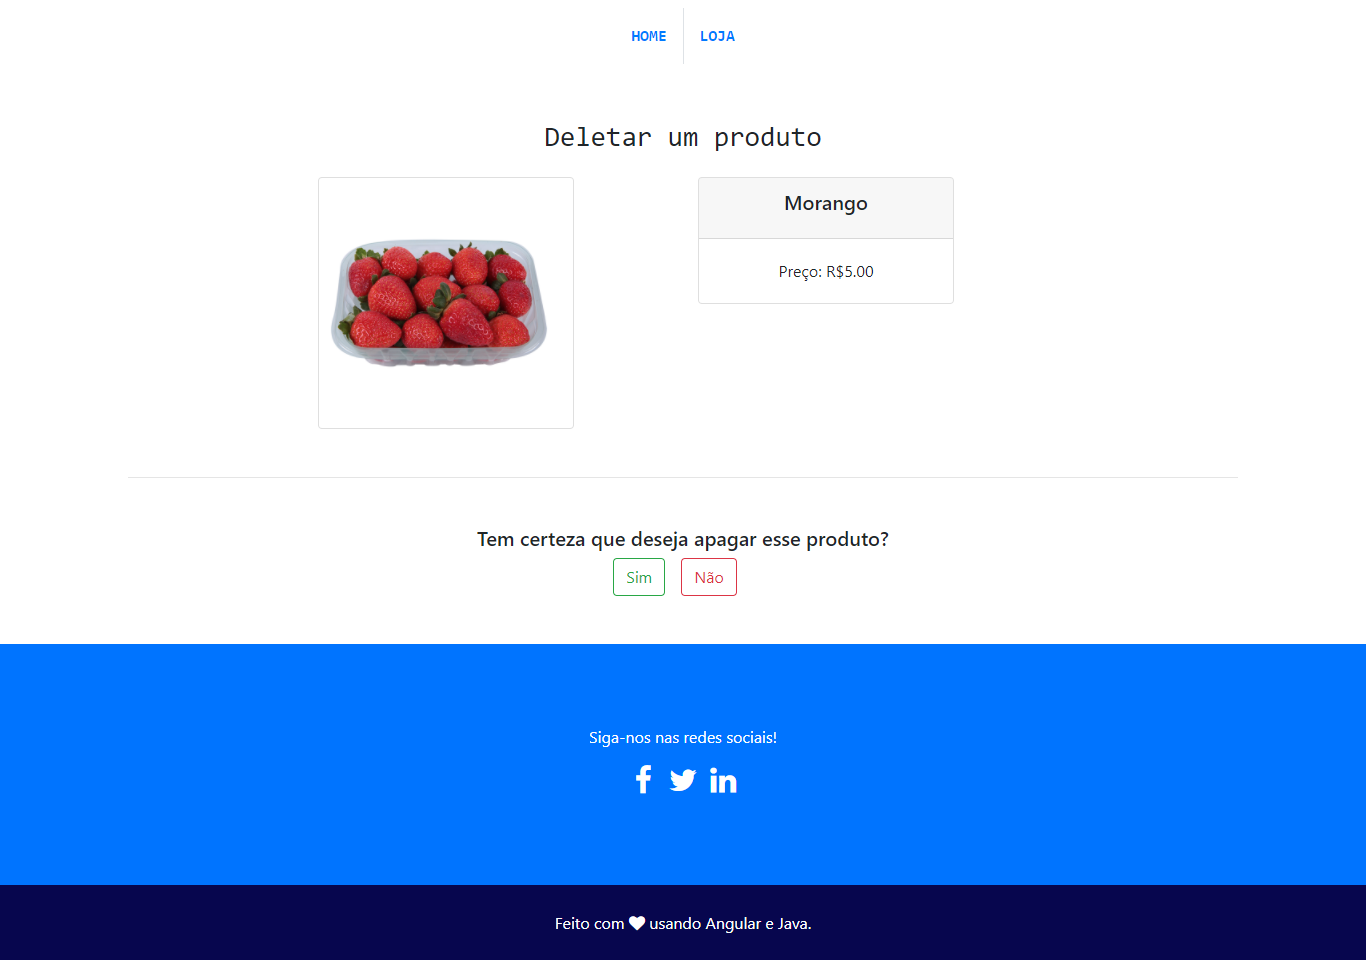 HOME
LOJA
Deletar um produto
Morango
Preço: R$5.00
Tem certeza que deseja apagar esse produto?
Sim
Não
Siga-nos nas redes sociais!
Feito com usando Angular e Java.